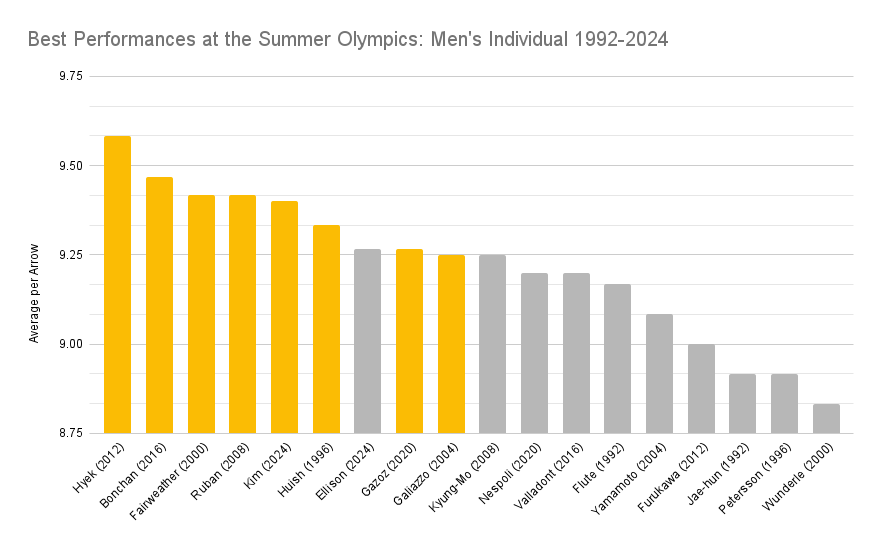 Best Performances at the Summer Olympics: Men's Individual 1992-2024
9.75
9.50
9.25
9.00
8.75
Average per Arrow
Hyek (2012)
Bonchan (2016)
Fairweather (2000)
Ruban (2008)
Kim (2024)
Huish (1996)
Ellison (2024)
Gazoz (2020)
Galiazzo (2004)
Kyung-Mo (2008)
Nespoli (2020)
Valladont (2016)
Flute (1992)
Yamamoto (2004)
Furukawa (2012)
Jae-hun (1992)
Petersson (1996)
Wunderle (2000)